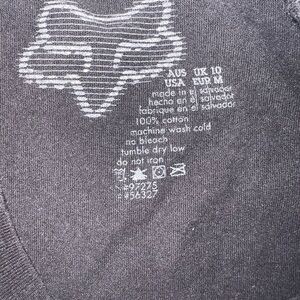 AUS UK 10
USA EUR M
made in el salvador
hecho en el salvador
fabriqué en el salvador
100% cotton
machine wash cold
no bleach
tumble dry low
do not iron
#97275
#56327